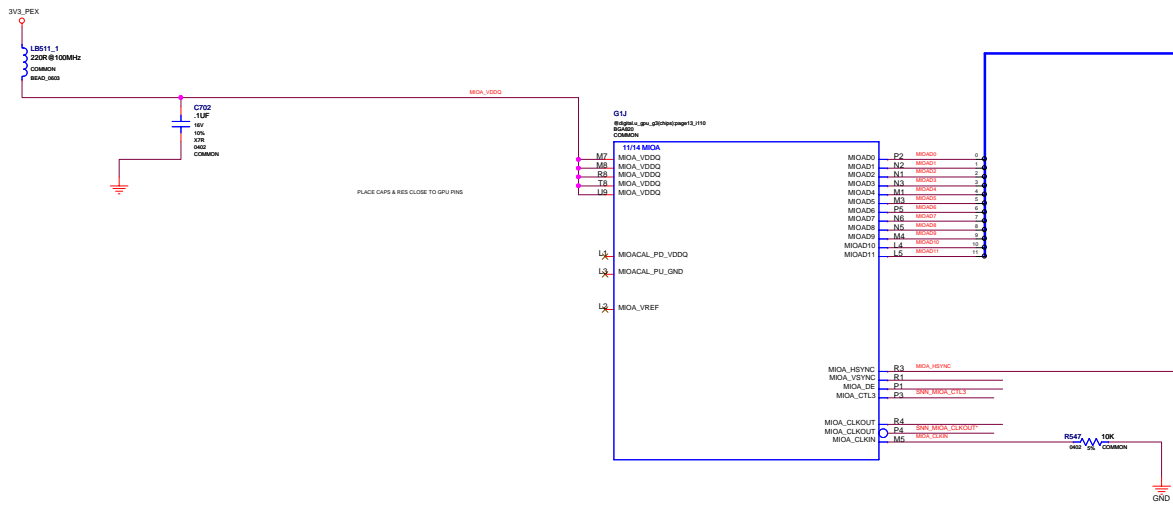 3V3_PEX
LB511_1
220R@100MHz
COMMON
BEAD_0603
MIOA_VDDQ
C702
.1UF
16V
10%
X7R
0402
COMMON
PLACE CAPS & RES CLOSE TO GPU PINS
G1J
@digital.u_gpu_g3(chips):page13_i110
BGA820
COMMON
11/14 MIOA
M7 MIOA_VDDQ
M8 MIOA_VDDQ
R8 MIOA_VDDQ
T8 MIOA_VDDQ
U9 MIOA_VDDQ
L1 MIOACAL_PD_VDDQ
L3 MIOACAL_PU_GND
L2 MIOA_VREF
MIOAD0 P2 MIOAD0 0
MIOAD1 N2 MIOAD1 1
MIOAD2 N1 MIOAD2 2
MIOAD3 N3 MIOAD3 3
MIOAD4 M1 MIOAD4 4
MIOAD5 M3 MIOAD5 5
MIOAD6 P5 MIOAD6 6
MIOAD7 N6 MIOAD7 7
MIOAD8 N5 MIOAD8 8
MIOAD9 M4 MIOAD9 9
MIOAD10 L4 MIOAD10 10
MIOAD11 L5 MIOAD11 11
MIOA_HSYNC R3 MIOA_HSYNC
MIOA_VSYNC R1
MIOA_DE P1
MIOA_CTL3 P3 SNN_MIOA_CTL3
MIOA_CLKOUT R4
MIOA_CLKOUT P4 SNN_MIOA_CLKOUT*
MIOA_CLKIN M5 MIOA_CLKIN
R547 10K
0402 5% COMMON
GND